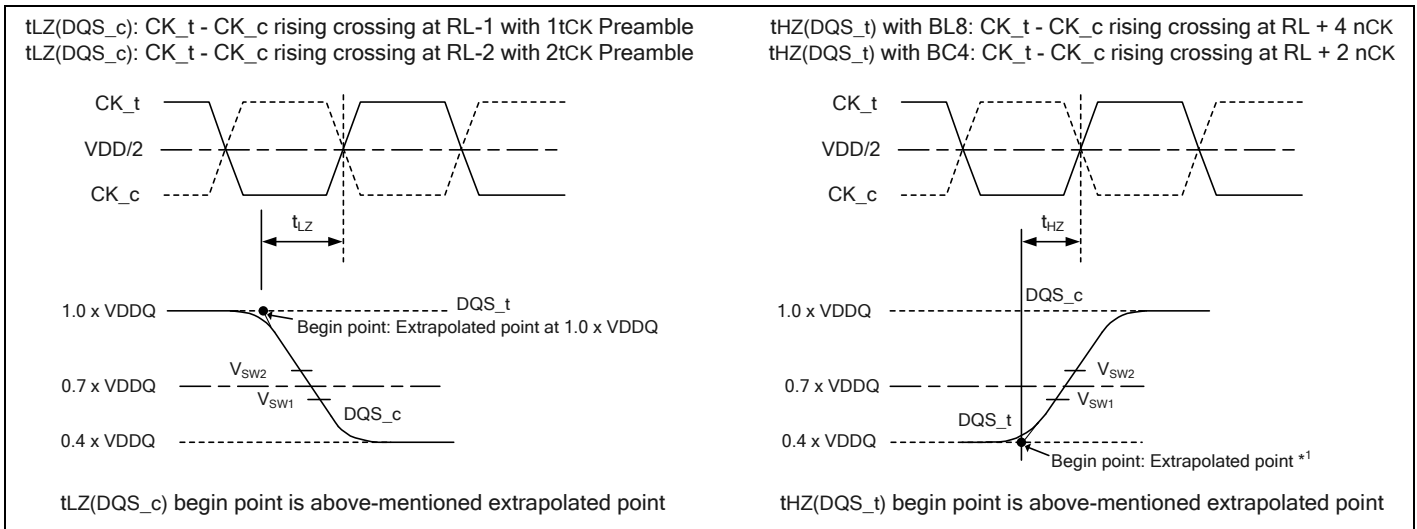 tLZ(DQS_c): CK_t - CK_c rising crossing at RL-1 with 1tCK Preamble
tLZ(DQS_c): CK_t - CK_c rising crossing at RL-2 with 2tCK Preamble
CK_t
VDD/2
CK_c
tLZ
1.0 x VDDQ
DQS_t
Begin point: Extrapolated point at 1.0 x VDDQ
VSW2
0.7 x VDDQ
VSW1
DQS_c
0.4 x VDDQ
tLZ(DQS_c) begin point is above-mentioned extrapolated point
tHZ(DQS_t) with BL8: CK_t - CK_c rising crossing at RL + 4 nCK
tHZ(DQS_t) with BC4: CK_t - CK_c rising crossing at RL + 2 nCK
CK_t
VDD/2
CK_c
tHZ
DQS_c
1.0 x VDDQ
VSW2
0.7 x VDDQ
VSW1
DQS_t
0.4 x VDDQ
Begin point: Extrapolated point *1
tHZ(DQS_t) begin point is above-mentioned extrapolated point